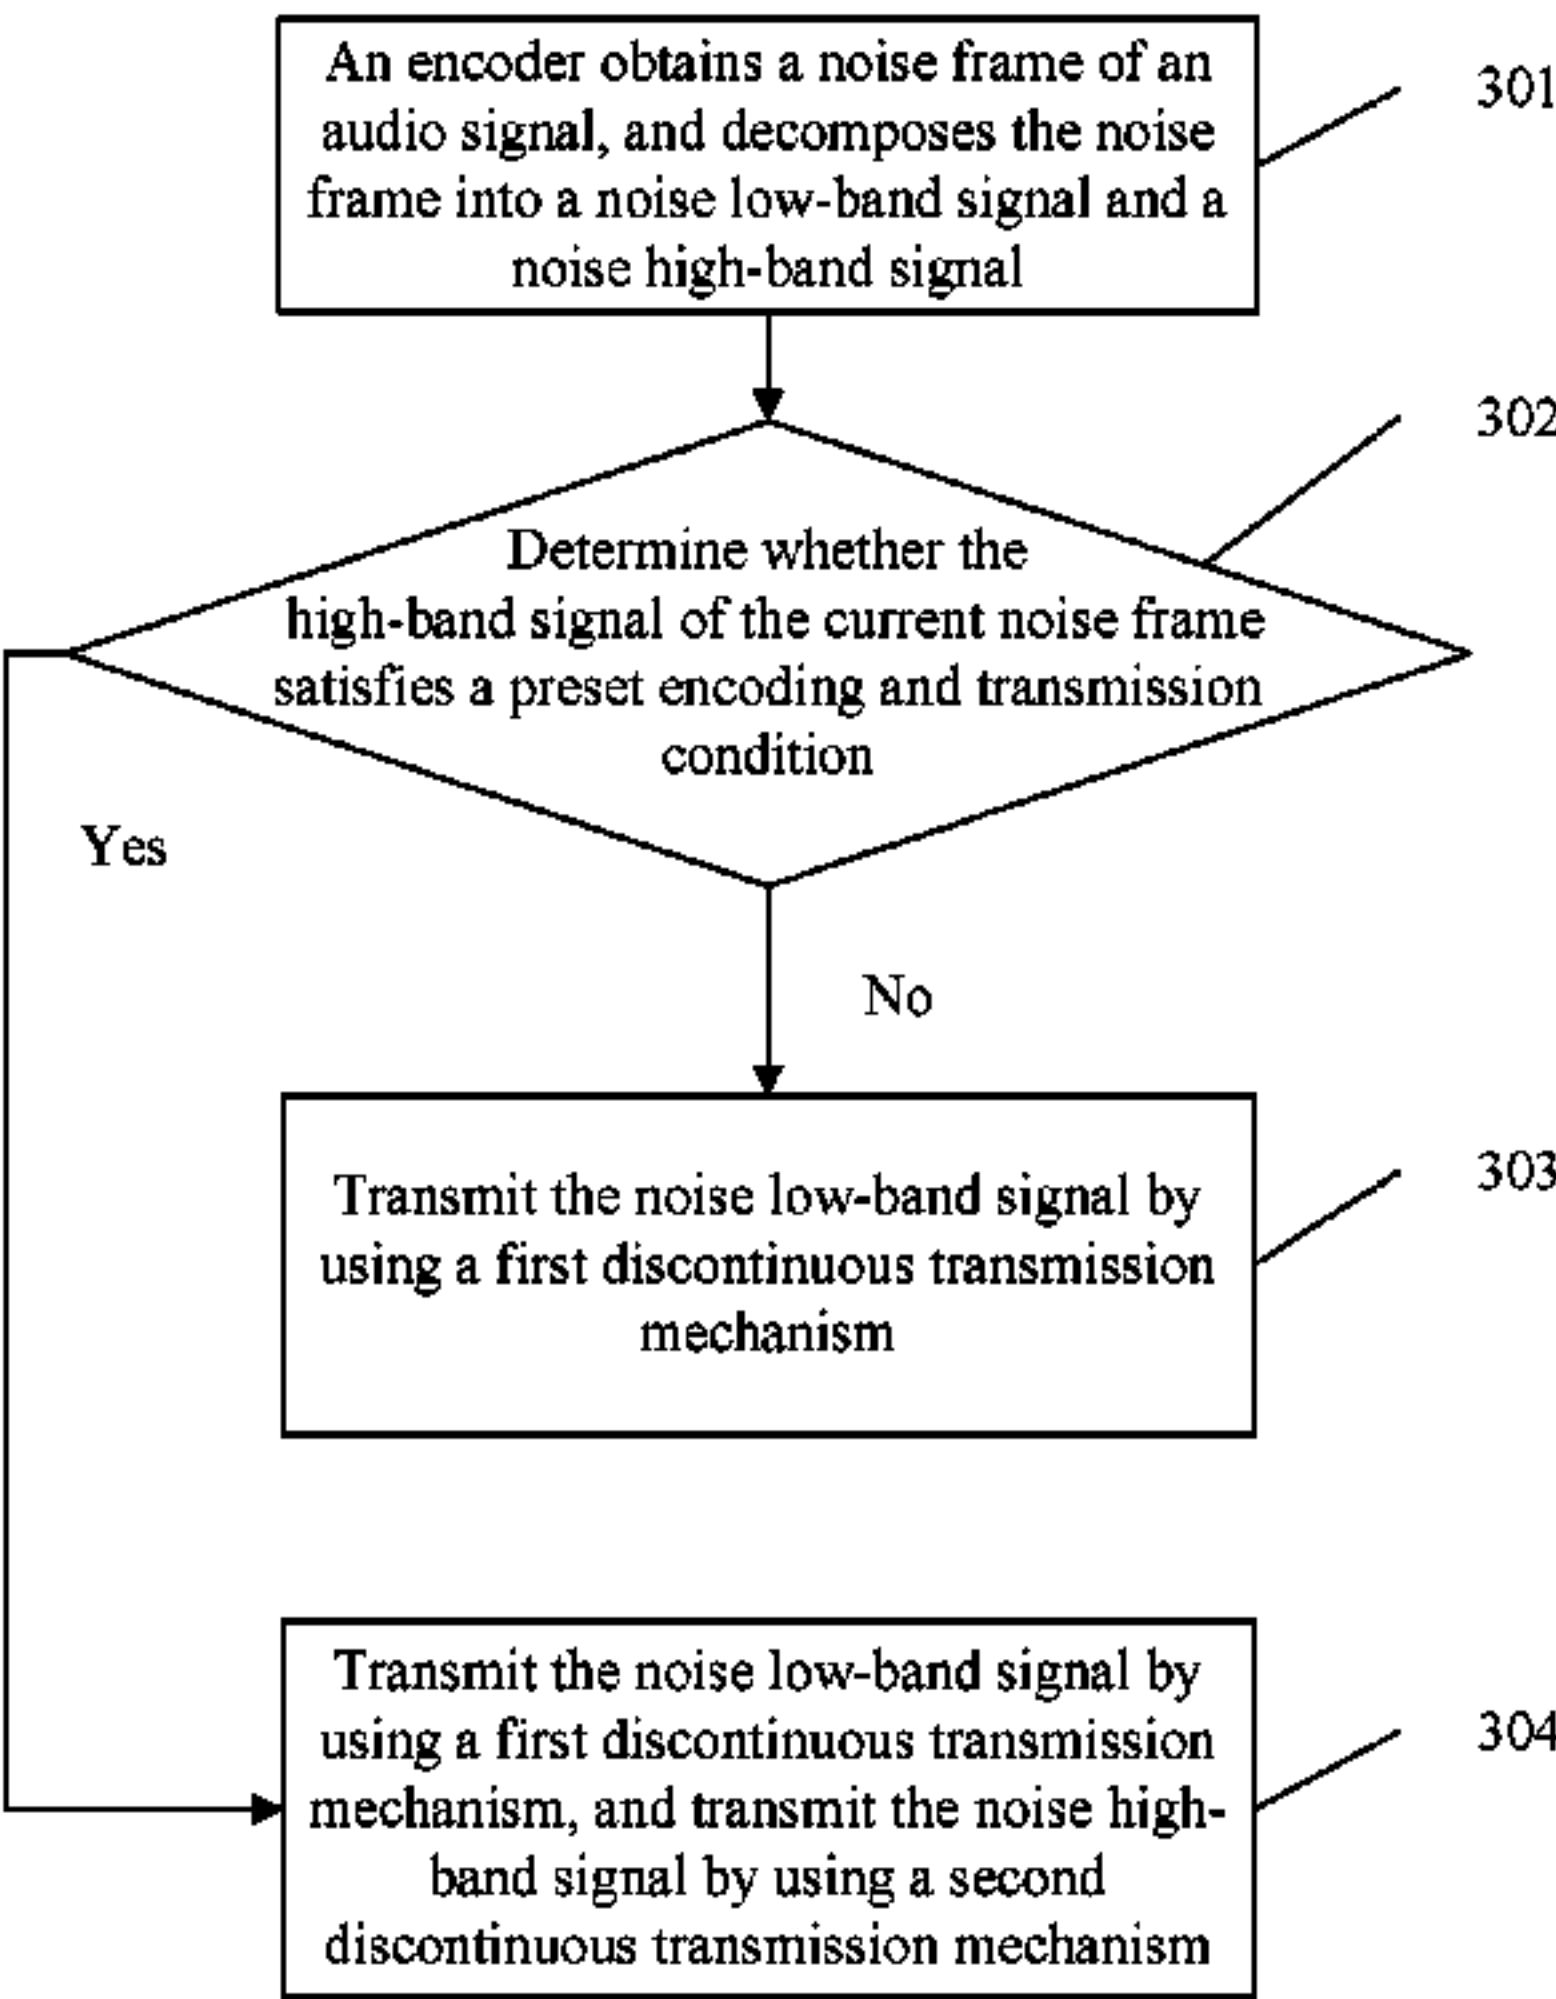 An encoder obtains a noise frame of an
audio signal, and decomposes the noise
frame into a noise low-band signal and a
noise high-band signal
301
302
Determine whether the
high-band signal of the current noise frame
satisfies a preset encoding and transmission
condition
Yes
No
303
Transmit the noise low-band signal by
using a first discontinuous transmission
mechanism
304
Transmit the noise low-band signal by
using a first discontinuous transmission
mechanism, and transmit the noise high-
band signal by using a second
discontinuous transmission mechanism